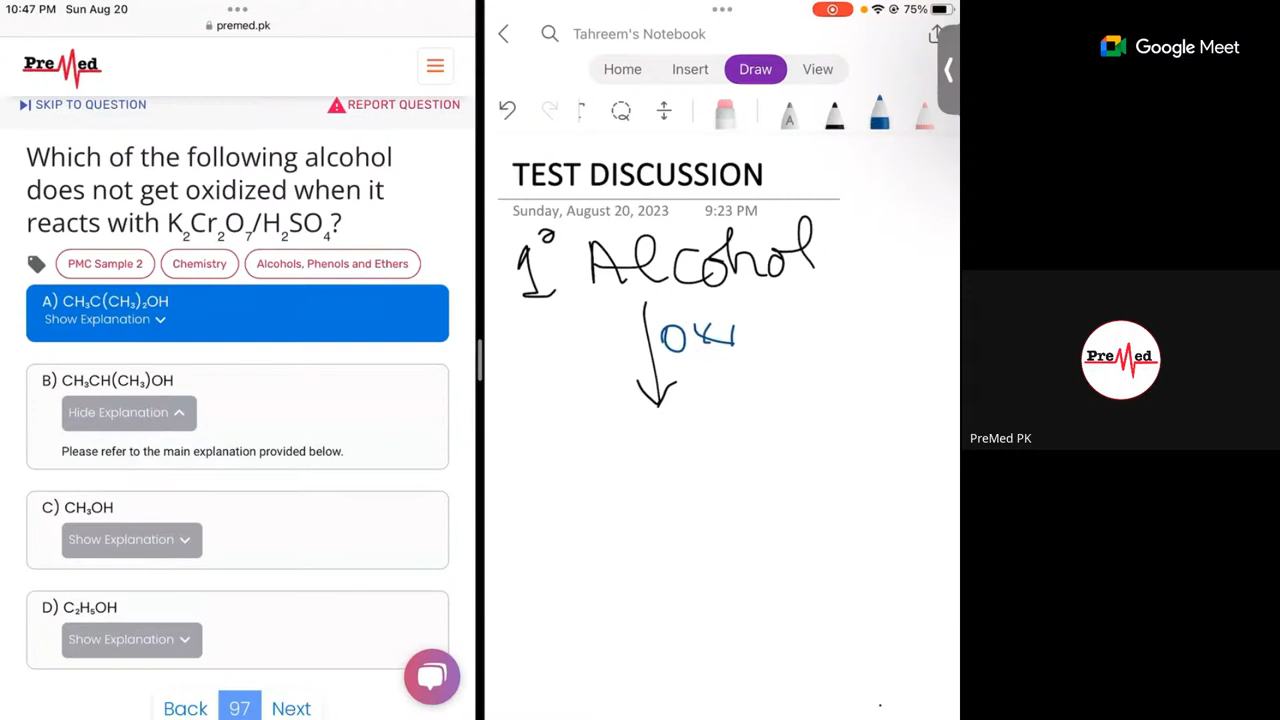 10:47 PM Sun Aug 20
premed.pk
PreMed
SKIP TO QUESTION
REPORT QUESTION
Which of the following alcohol
does not get oxidized when it
reacts with K₂Cr₂O₇/H₂SO₄?
PMC Sample 2
Chemistry
Alcohols, Phenols and Ethers
A) CH₃C(CH₃)₂OH
Show Explanation
B) CH₃CH(CH₃)OH
Hide Explanation
Please refer to the main explanation provided below.
C) CH₃OH
Show Explanation
D) C₂H₅OH
Show Explanation
Back 97 Next
75%
Tahreem's Notebook
Home Insert Draw View
A
TEST DISCUSSION
Sunday, August 20, 2023 9:23 PM
1° Alcohol
oxi
Google Meet
PreMed
PreMed PK